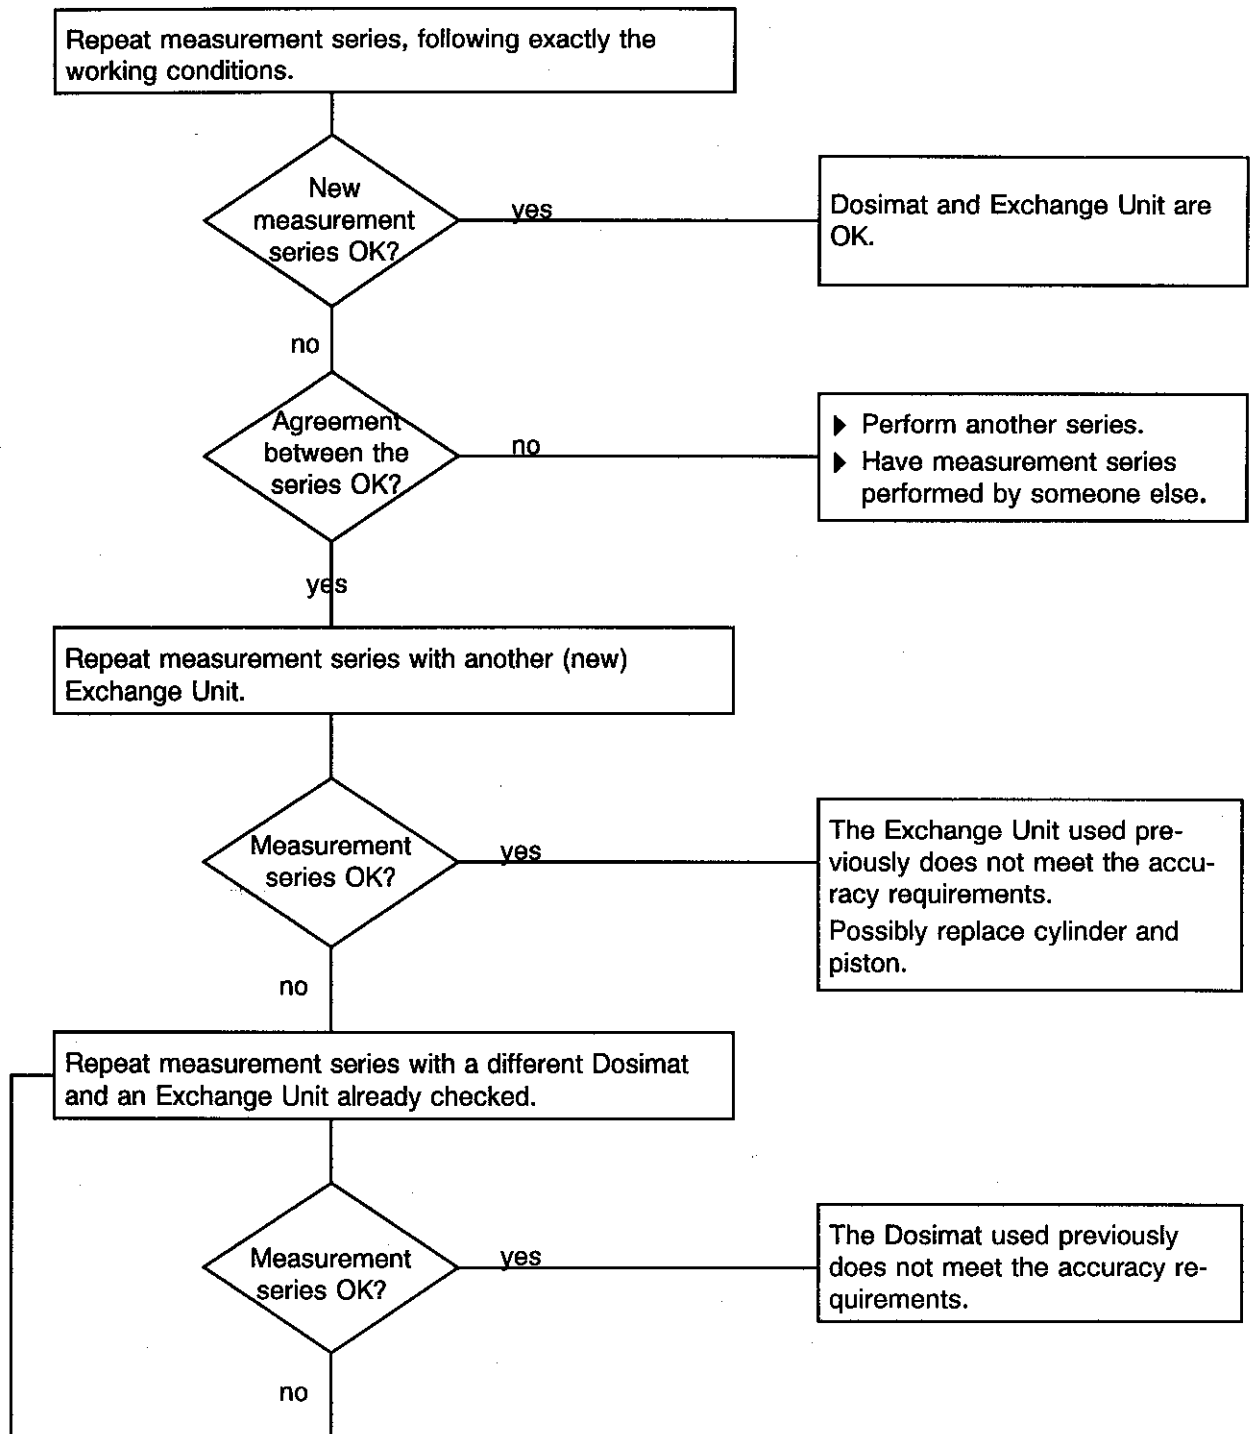 Repeat measurement series, following exactly the
working conditions.
New
measurement
series OK?
yes
Dosimat and Exchange Unit are
OK.
no
Agreement
between the
series OK?
no
▶ Perform another series.
▶ Have measurement series
performed by someone else.
yes
Repeat measurement series with another (new)
Exchange Unit.
Measurement
series OK?
yes
The Exchange Unit used pre-
viously does not meet the accu-
racy requirements.
Possibly replace cylinder and
piston.
no
Repeat measurement series with a different Dosimat
and an Exchange Unit already checked.
Measurement
series OK?
yes
The Dosimat used previously
does not meet the accuracy re-
quirements.
no